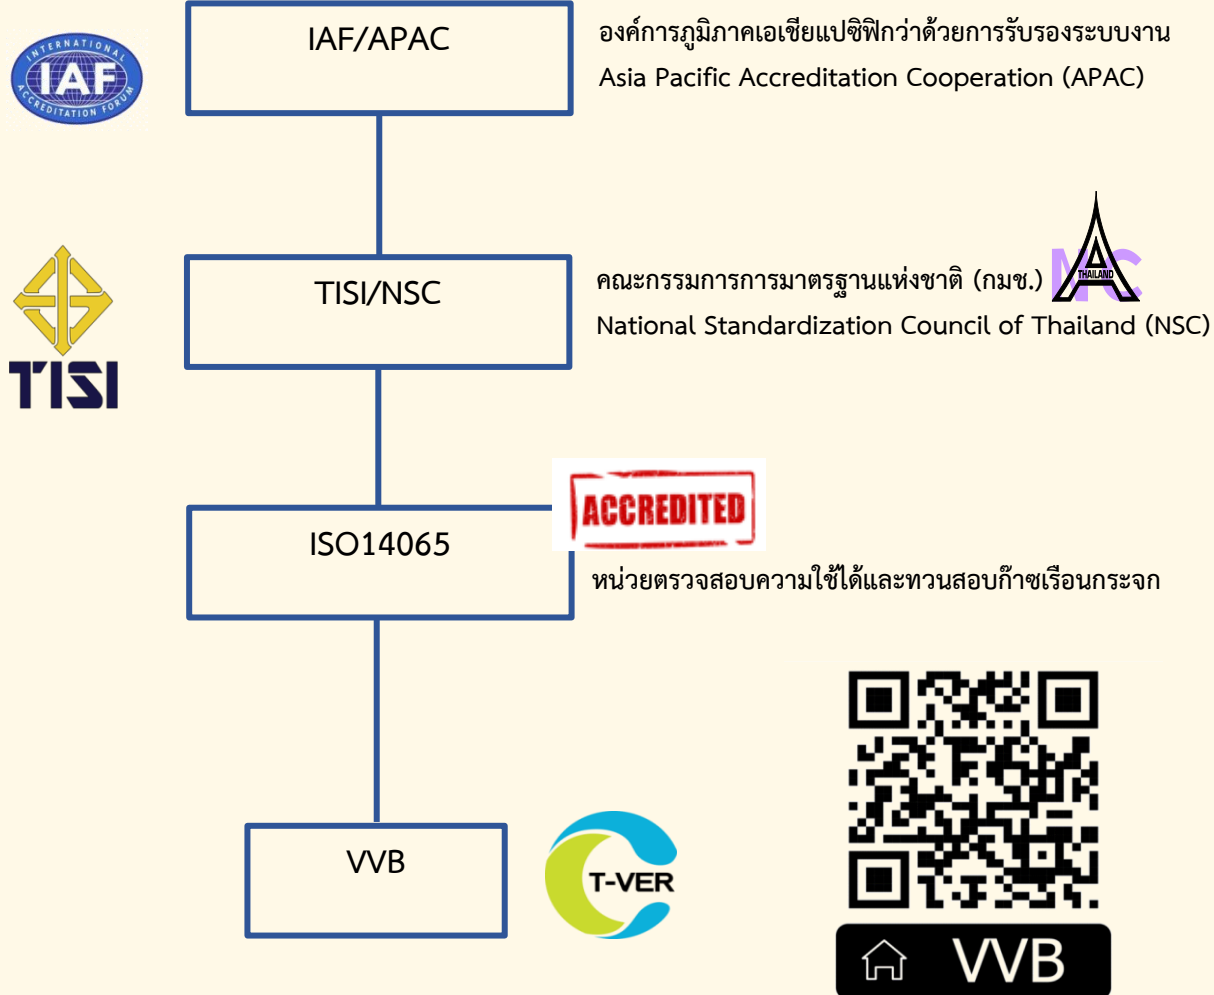 INTERNATIONAL
IAF
ACCREDITATION FORUM
IAF/APAC
องค์การภูมิภาคเอเชียแปซิฟิกว่าด้วยการรับรองระบบงาน
Asia Pacific Accreditation Cooperation (APAC)
TISI
TISI/NSC
คณะกรรมการการมาตรฐานแห่งชาติ (กมช.)
NAC
THAILAND
National Standardization Council of Thailand (NSC)
ACCREDITED
ISO14065
หน่วยตรวจสอบความใช้ได้และทวนสอบก๊าซเรือนกระจก
VVB
T-VER
VVB